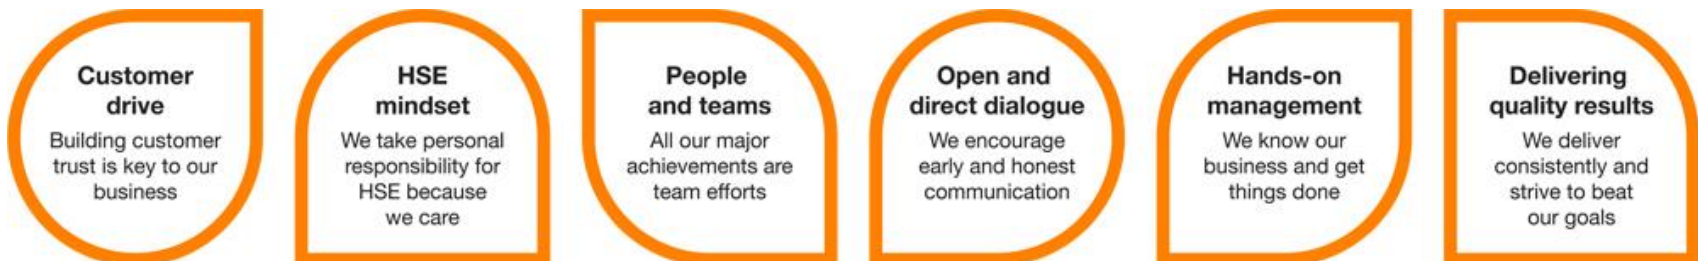 Customer
drive
Building customer
trust is key to our
business
HSE
mindset
We take personal
responsibility for
HSE because
we care
People
and teams
All our major
achievements are
team efforts
Open and
direct dialogue
We encourage
early and honest
communication
Hands-on
management
We know our
business and get
things done
Delivering
quality results
We deliver
consistently and
strive to beat
our goals